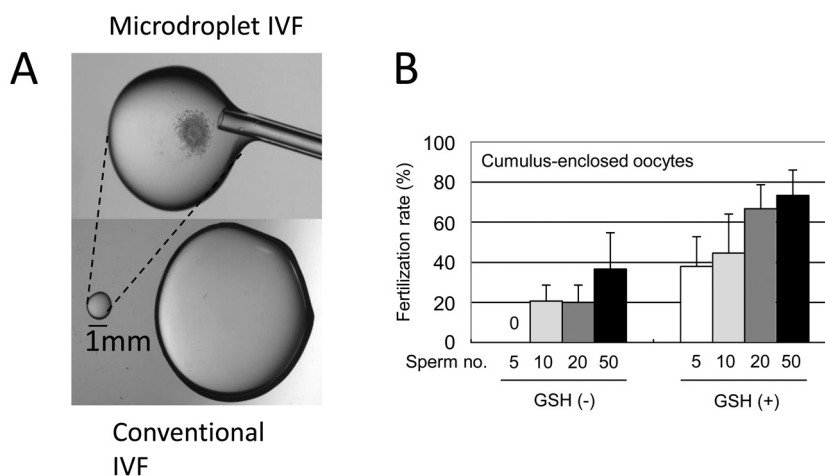 Microdroplet IVF
A
1mm
Conventional
IVF
B
Cumulus-enclosed oocytes
Fertilization rate (%)
100
80
60
40
20
0
0
Sperm no. 5 10 20 50 5 10 20 50
GSH (-) GSH (+)